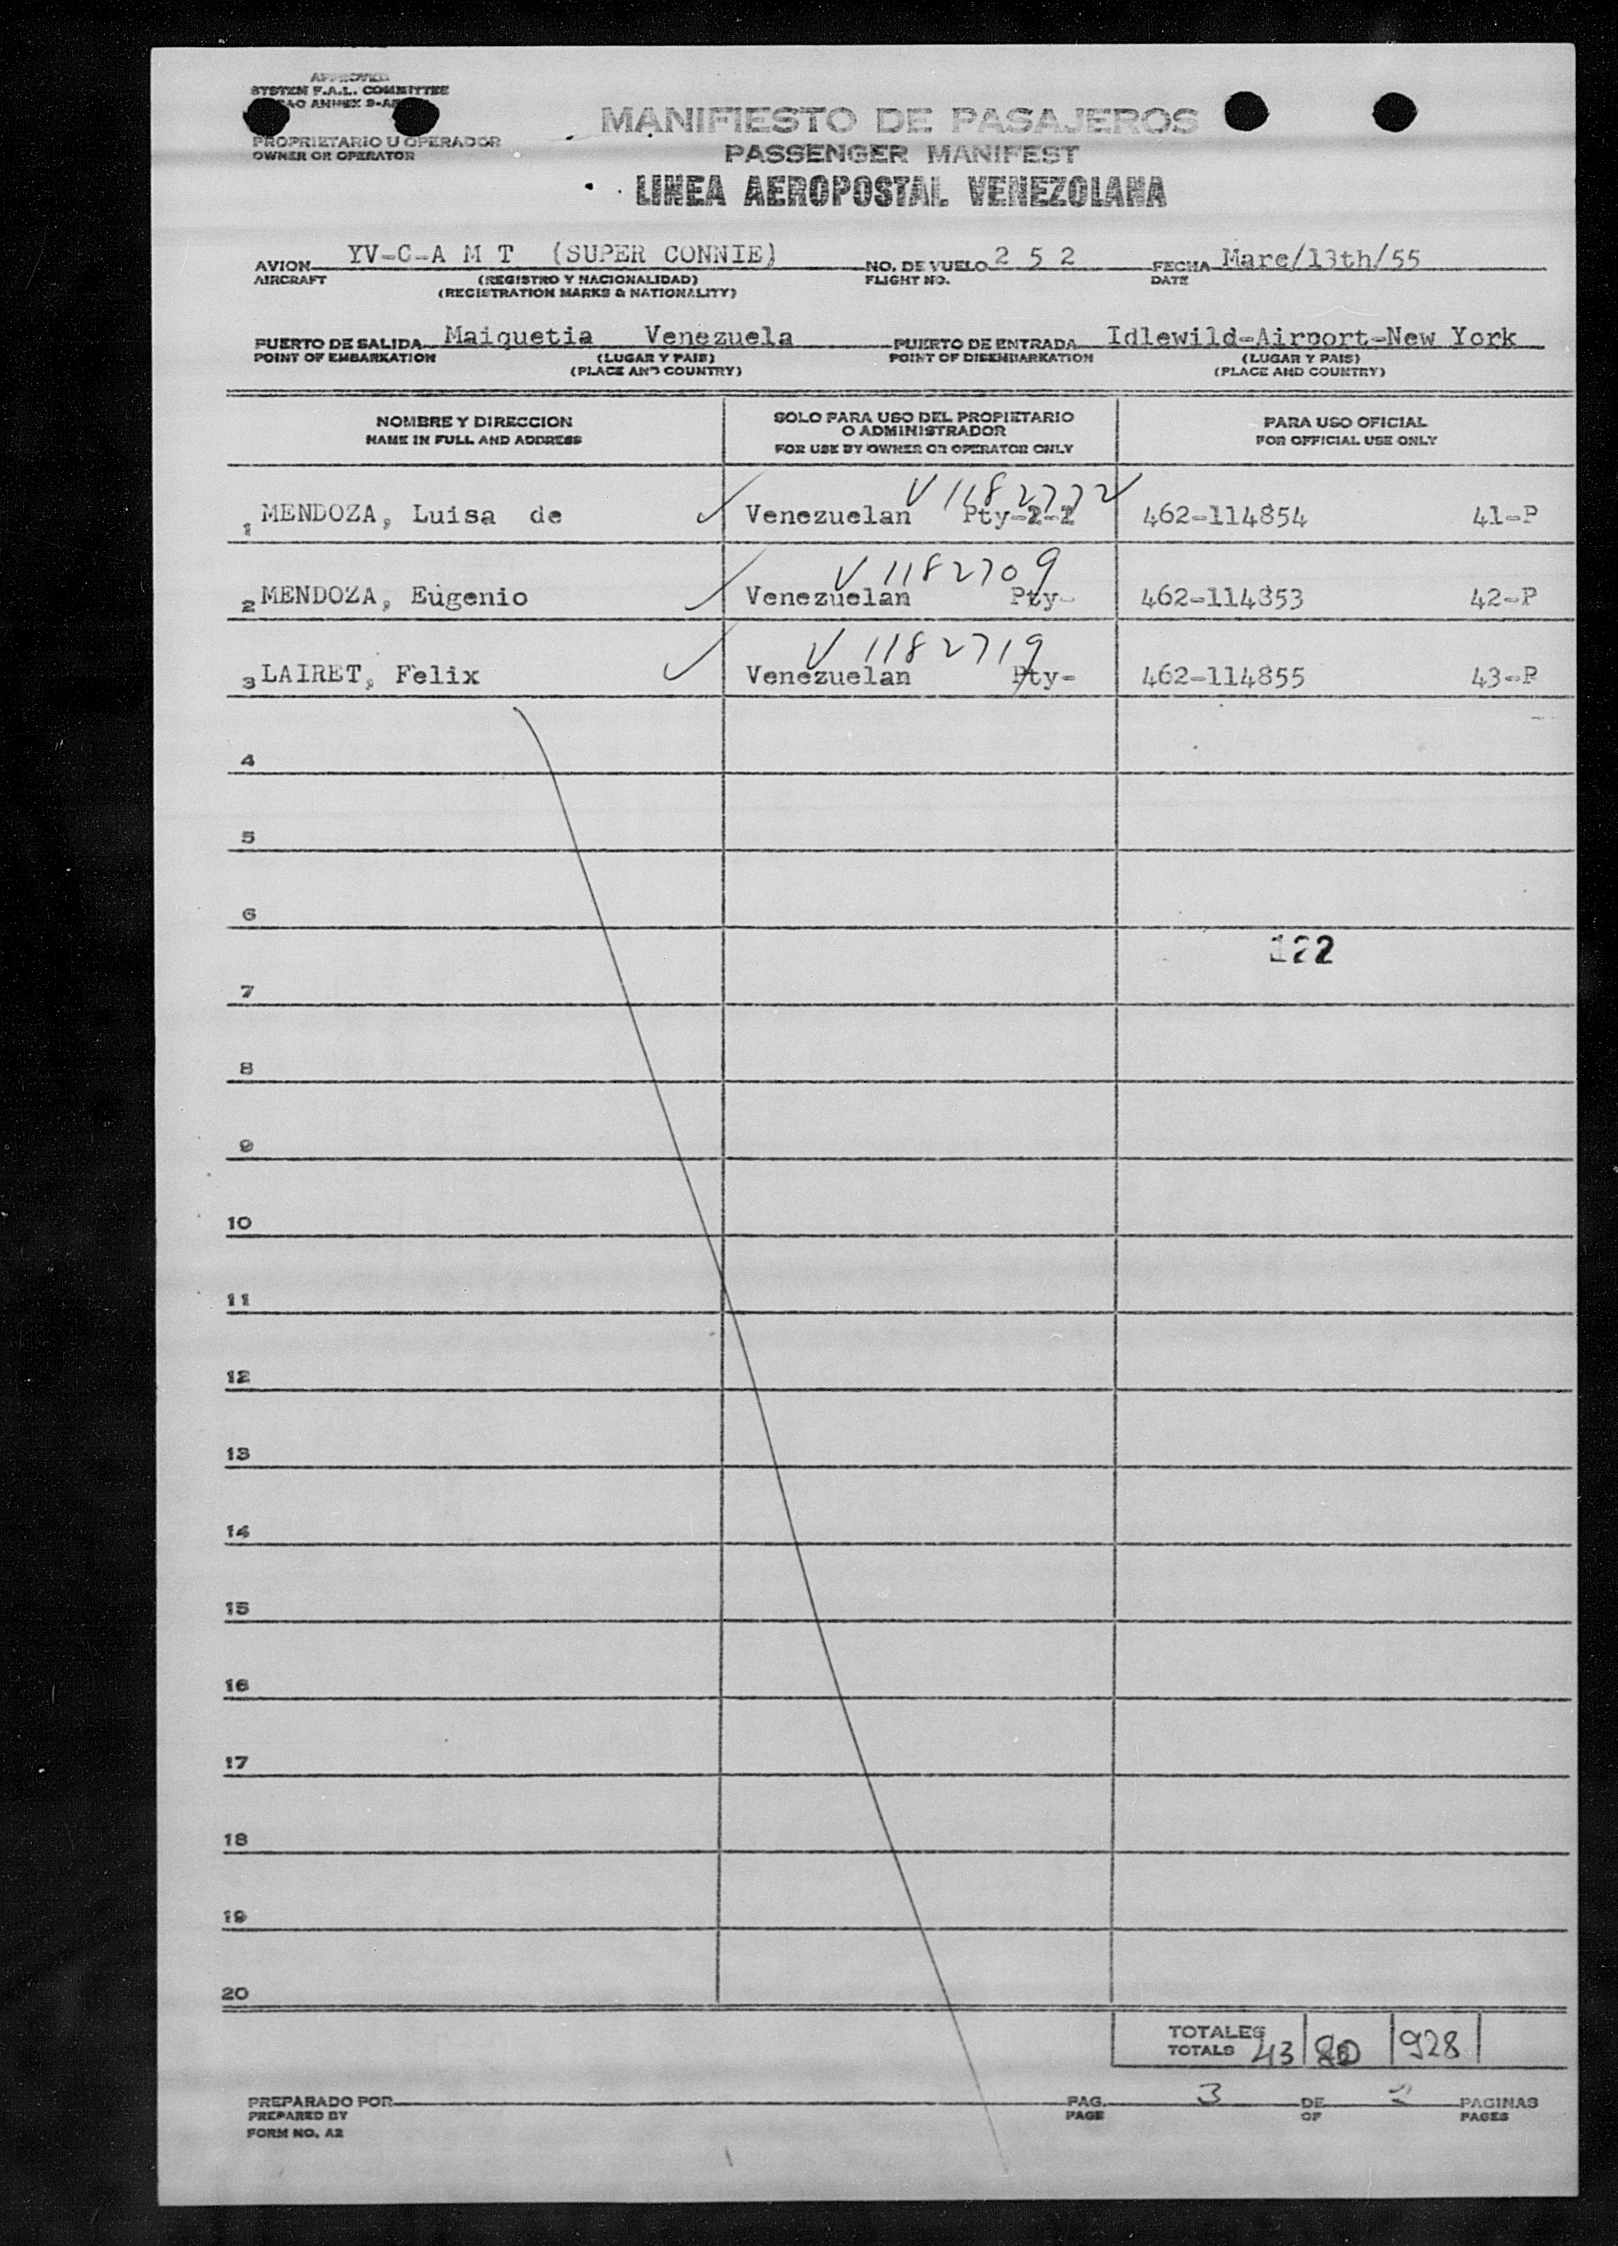 APPROVED
SYSTEM F.A.L. COMMITTEE
ANNEX 9-
PROPRIETARIO U OPERADOR
OWNER OR OPERATOR
MANIFIESTO DE PASAJEROS
PASSENGER MANIFEST
LINEA AEROPOSTAL VENEZOLANA
AVION YV-C-A M T (SUPER CONNIE) NO. DE VUELO 2 5 2 FECHA Marc/13th/55
AIRCRAFT (REGISTRO Y NACIONALIDAD) FLIGHT NO. DATE
(REGISTRATION MARKS & NATIONALITY)
PUERTO DE SALIDA Maiquetia Venezuela PUERTO DE ENTRADA Idlewild-Airport-New York
POINT OF EMBARKATION (LUGAR Y PAIS) POINT OF DISEMBARKATION (LUGAR Y PAIS)
(PLACE AND COUNTRY) (PLACE AND COUNTRY)
NOMBRE Y DIRECCION SOLO PARA USO DEL PROPIETARIO PARA USO OFICIAL
NAME IN FULL AND ADDRESS O ADMINISTRADOR FOR OFFICIAL USE ONLY
FOR USE BY OWNER OR OPERATOR ONLY
V 1182772
1 MENDOZA, Luisa de Venezuelan Pty-2-2 462-114854 41-P
V 1182709
2 MENDOZA, Eugenio Venezuelan Pty- 462-114853 42-P
V 1182719
3 LAIRET, Felix Venezuelan Pty- 462-114855 43-P
4
5
6
122
7
8
9
10
11
12
13
14
15
16
17
18
19
20
TOTALES
TOTALS 43 928
PREPARADO POR PAG. 3 DE PAGINAS
PREPARED BY PAGE OF PAGES
FORM NO. A2